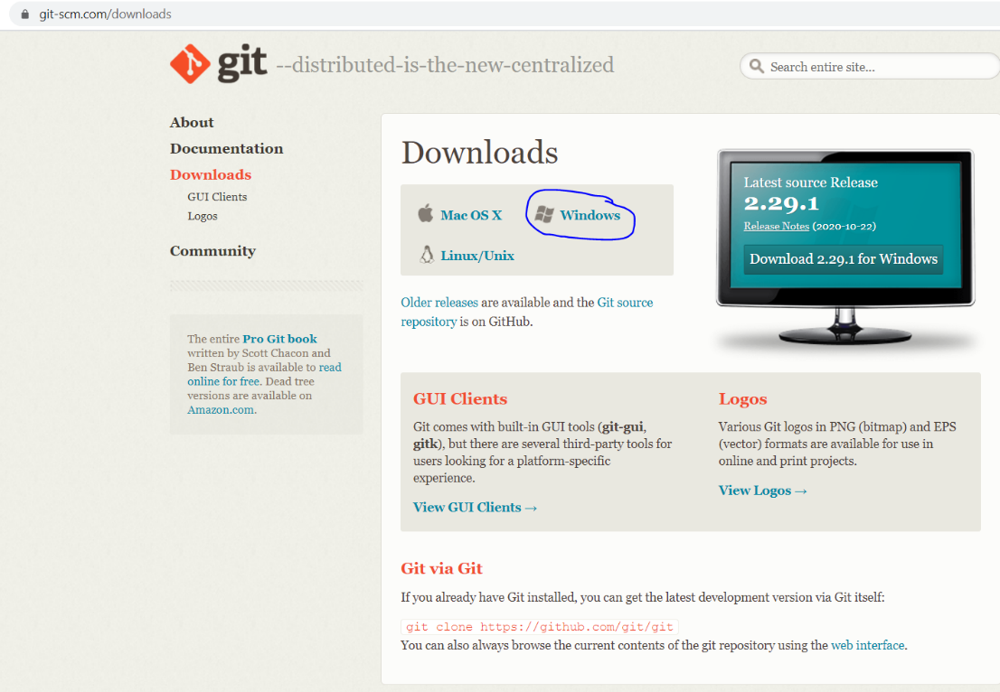 git-scm.com/downloads
git --distributed-is-the-new-centralized
Search entire site...
About
Documentation
Downloads
GUI Clients
Logos
Community
The entire Pro Git book
written by Scott Chacon and
Ben Straub is available to read
online for free. Dead tree
versions are available on
Amazon.com.
Downloads
Mac OS X
Windows
Linux/Unix
Older releases are available and the Git source
repository is on GitHub.
Latest source Release
2.29.1
Release Notes (2020-10-22)
Download 2.29.1 for Windows
GUI Clients
Git comes with built-in GUI tools (git-gui,
gitk), but there are several third-party tools for
users looking for a platform-specific
experience.
View GUI Clients →
Logos
Various Git logos in PNG (bitmap) and EPS
(vector) formats are available for use in
online and print projects.
View Logos →
Git via Git
If you already have Git installed, you can get the latest development version via Git itself:
git clone https://github.com/git/git
You can also always browse the current contents of the git repository using the web interface.